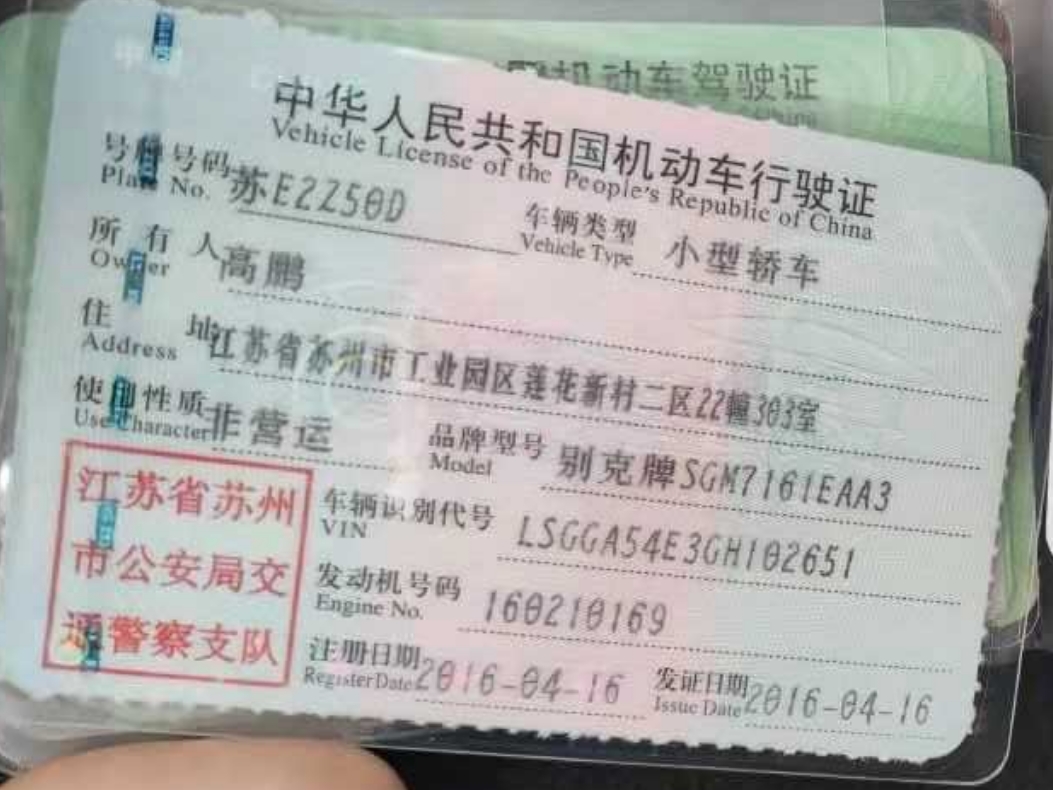 国机动车驾驶证
中华人民共和国机动车行驶证
Vehicle License of the People's Republic of China
号牌号码 苏E2Z50D 车辆类型 小型轿车
Plate No. Vehicle Type
所有人 高鹏
Owner
住址 江苏省苏州市工业园区莲花新村二区22幢303室
Address
使用性质 非营运 品牌型号 别克牌SGM7161EAA3
Use Character Model
江苏省苏州
市公安局交
通警察支队
车辆识别代号 LSGGA54E3GH102651
VIN
发动机号码 160210169
Engine No.
注册日期 2016-04-16 发证日期 2016-04-16
Register Date Issue Date